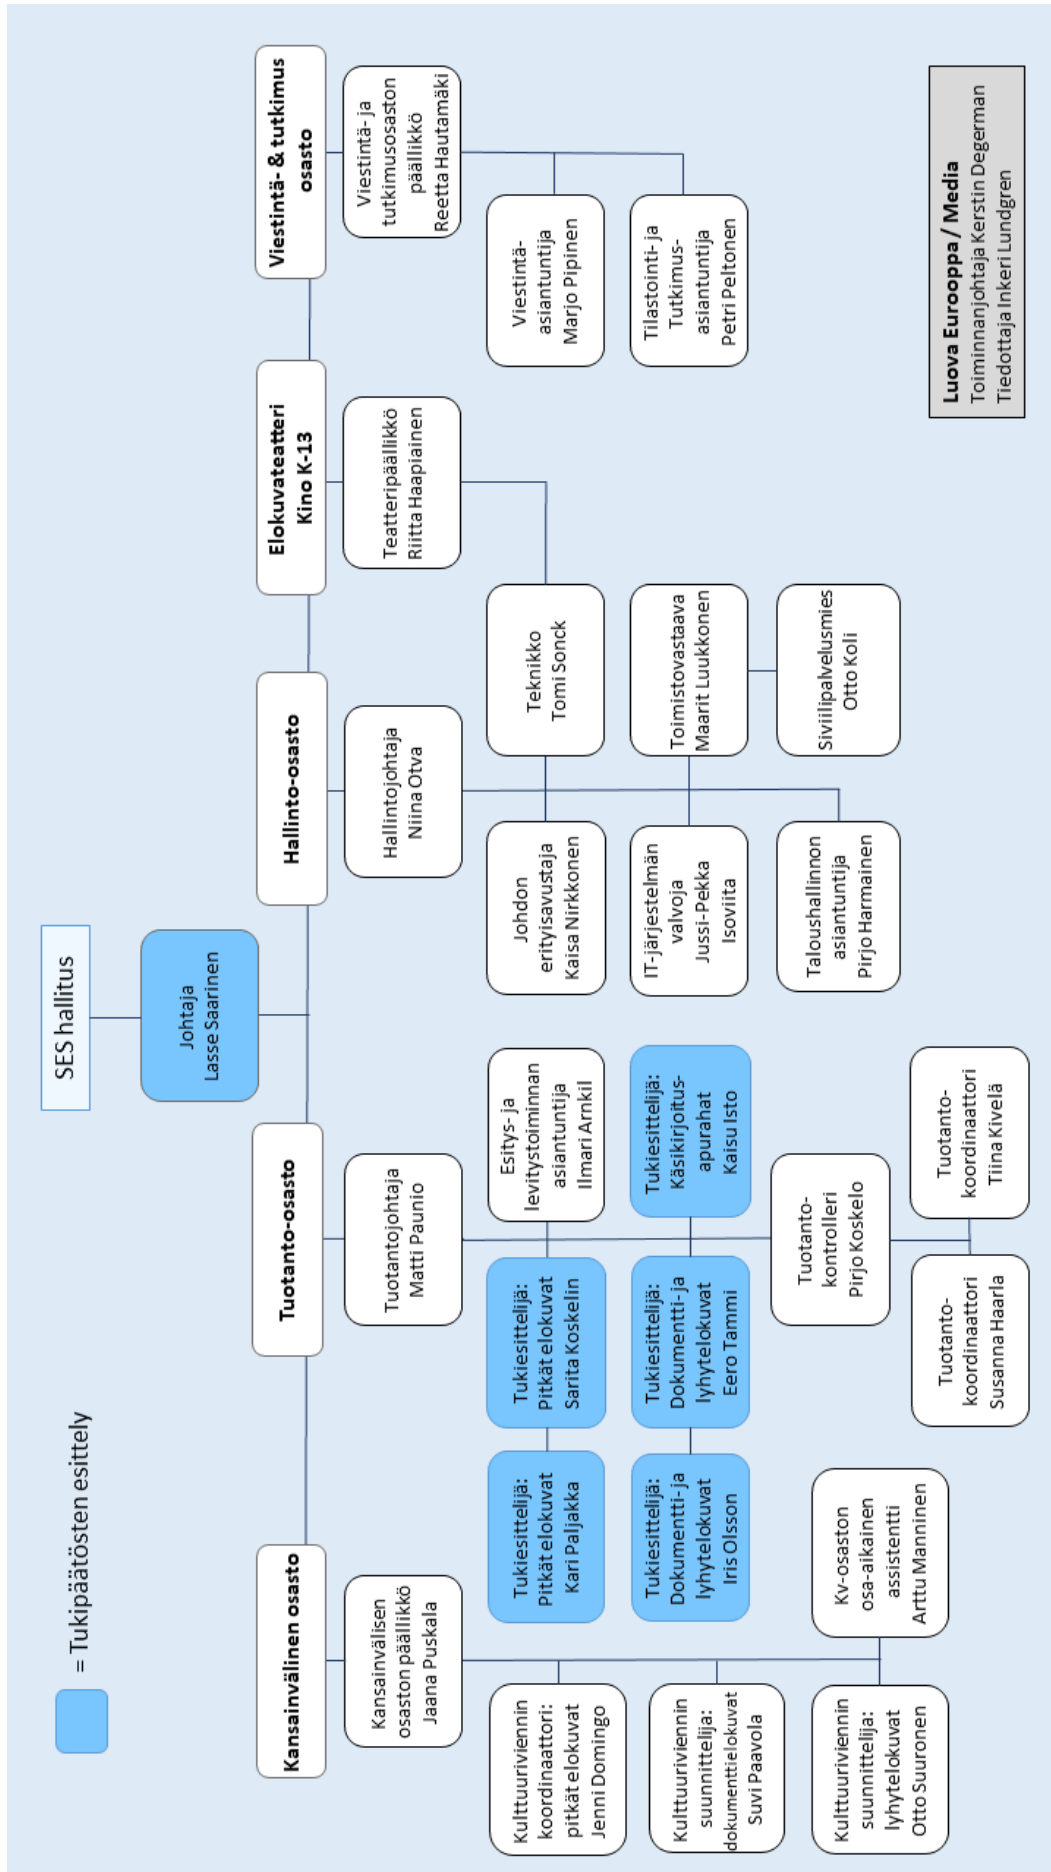 = Tukipäätösten esittely
SES hallitus
Johtaja
Lasse Saarinen
Kansainvälinen osasto
Kansainvälisen
osaston päällikkö
Jaana Puskala
Kulttuuriviennin
koordinaattori:
pitkät elokuvat
Jenni Domingo
Kulttuuriviennin
suunnittelija:
dokumenttielokuvat
Suvi Paavola
Kulttuuriviennin
suunnittelija:
lyhytelokuvat
Otto Suuronen
Kv-osaston
osa-aikainen
assistentti
Arttu Manninen
Tuotanto-osasto
Tuotantojohtaja
Matti Paunio
Tukiesittelijä:
Pitkät elokuvat
Kari Paljakka
Tukiesittelijä:
Pitkät elokuvat
Sarita Koskelin
Esitys- ja
levitystoiminnan
asiantuntija
Ilmari Arnkil
Tukiesittelijä:
Dokumentti- ja
lyhytelokuvat
Iris Olsson
Tukiesittelijä:
Dokumentti- ja
lyhytelokuvat
Eero Tammi
Tukiesittelijä:
Käsikirjoitus-
apurahat
Kaisu Isto
Tuotanto-
kontrolleri
Pirjo Koskelo
Tuotanto-
koordinaattori
Susanna Haarla
Tuotanto-
koordinaattori
Tiina Kivelä
Hallinto-osasto
Hallintojohtaja
Niina Otva
Johdon
erityisavustaja
Kaisa Nirkkonen
Teknikko
Tomi Sonck
IT-järjestelmän
valvoja
Jussi-Pekka
Isoviita
Toimistovastaava
Maarit Luukkonen
Taloushallinnon
asiantuntija
Pirjo Harmainen
Siviilipalvelusmies
Otto Koli
Elokuvateatteri
Kino K-13
Teatteripäällikkö
Riitta Haapiainen
Viestintä- & tutkimus
osasto
Viestintä- ja
tutkimusosaston
päällikkö
Reetta Hautamäki
Viestintä-
asiantuntija
Marjo Pipinen
Tilastointi- ja
Tutkimus-
asiantuntija
Petri Peltonen
Luova Eurooppa / Media
Toiminnanjohtaja Kerstin Degerman
Tiedottaja Inkeri Lundgren